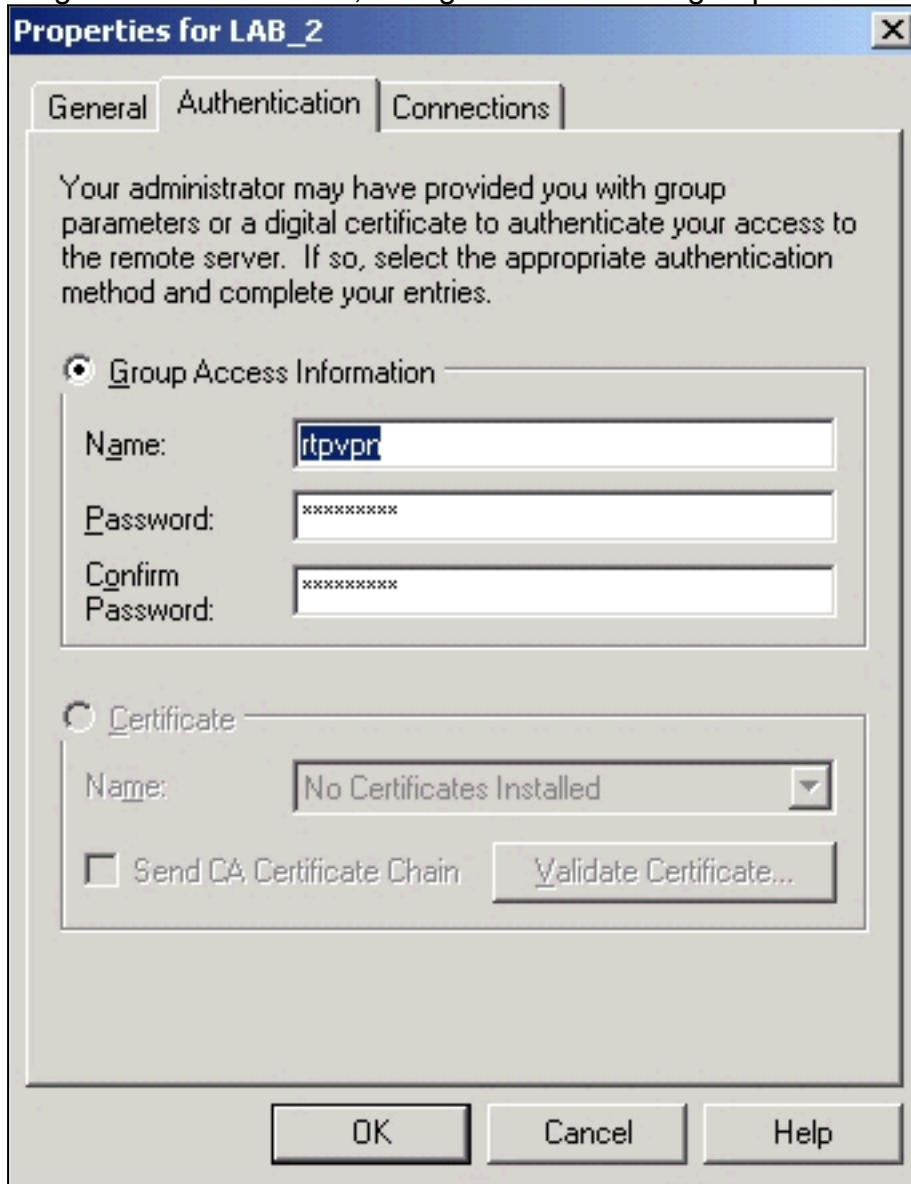 Properties for LAB_2
General
Authentication
Connections
Your administrator may have provided you with group
parameters or a digital certificate to authenticate your access to
the remote server. If so, select the appropriate authentication
method and complete your entries.
Group Access Information
Name:
rtpvpn
Password:
*********
Confirm
Password:
*********
Certificate
Name:
No Certificates Installed
Send CA Certificate Chain
Validate Certificate...
OK
Cancel
Help